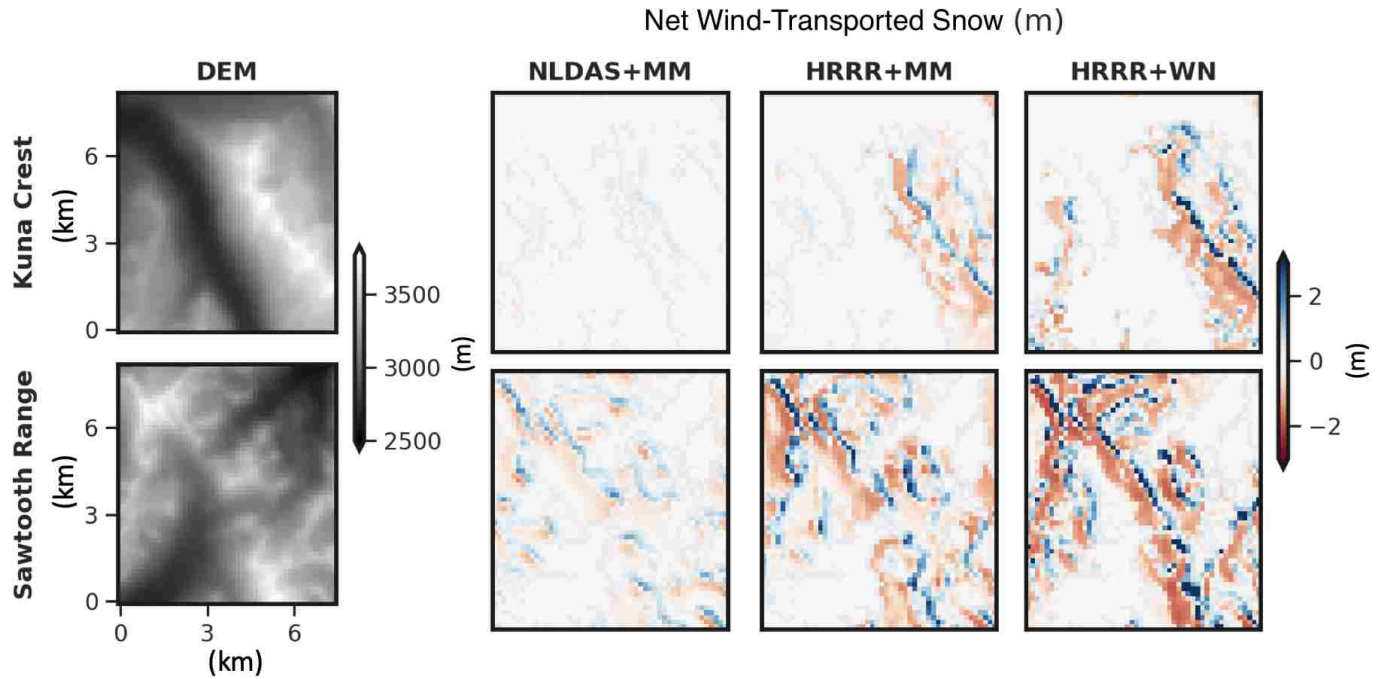 Net Wind-Transported Snow (m)
DEM
NLDAS+MM
HRRR+MM
HRRR+WN
Kuna Crest
(km)
6
3
0
3500
3000
2500
(m)
2
0
−2
(m)
Sawtooth Range
(km)
6
3
0
0
3
6
(km)